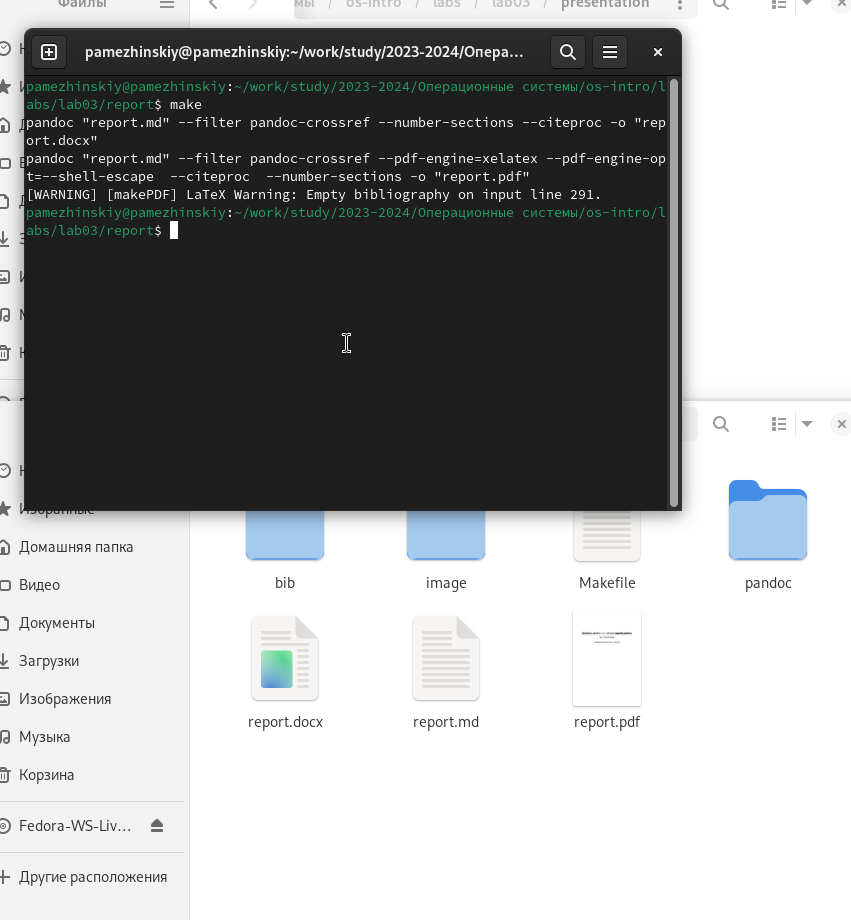 Файлы
мы / os-intro / labs / lab03 / presentation
pamezhinskiy@pamezhinskiy:~/work/study/2023-2024/Опера...
pamezhinskiy@pamezhinskiy:~/work/study/2023-2024/Операционные системы/os-intro/l
abs/lab03/report$ make
pandoc "report.md" --filter pandoc-crossref --number-sections --citeproc -o "rep
ort.docx"
pandoc "report.md" --filter pandoc-crossref --pdf-engine=xelatex --pdf-engine-op
t=--shell-escape  --citeproc  --number-sections -o "report.pdf"
[WARNING] [makePDF] LaTeX Warning: Empty bibliography on input line 291.
pamezhinskiy@pamezhinskiy:~/work/study/2023-2024/Операционные системы/os-intro/l
abs/lab03/report$
Избранные
Домашняя папка
Видео
Документы
Загрузки
Изображения
Музыка
Корзина
Fedora-WS-Liv...
Другие расположения
bib
image
Makefile
pandoc
report.docx
report.md
report.pdf